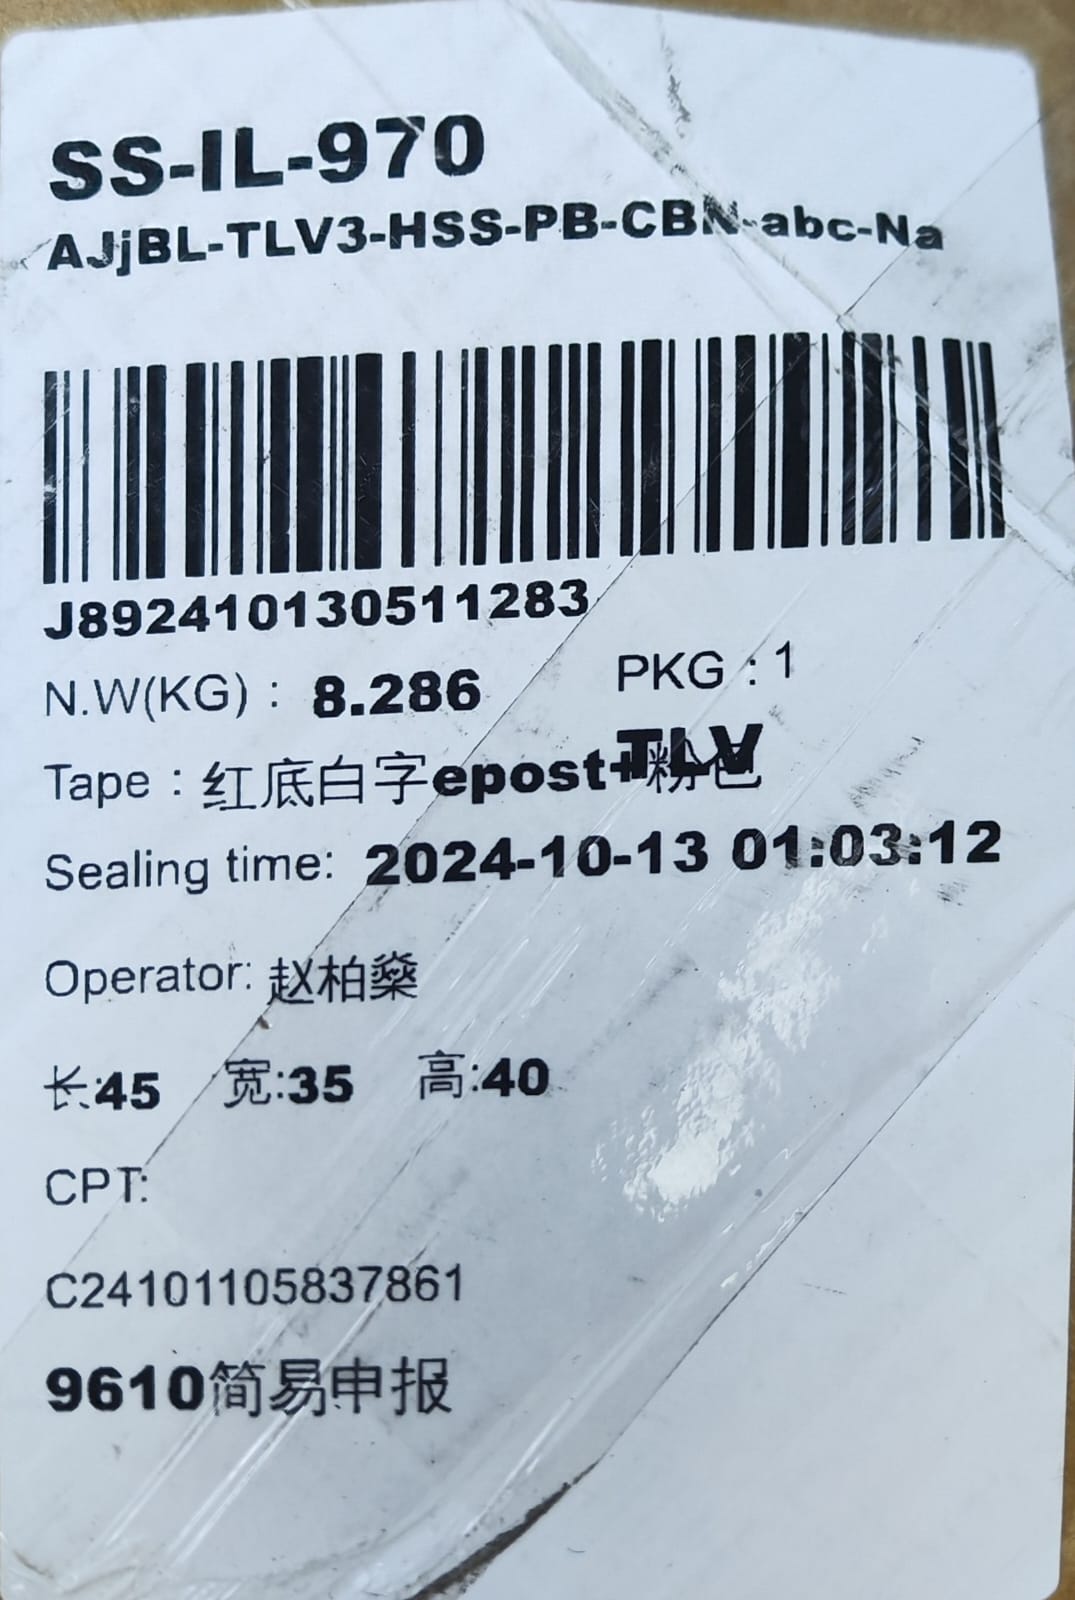 SS-IL-970
AJjBL-TLV3-HSS-PB-CBN-abc-Na
J892410130511283
N.W(KG) : 8.286 PKG : 1
TLV
Tape : 红底白字epost+粉色
Sealing time: 2024-10-13 01:03:12
Operator: 赵柏燊
长:45 宽:35 高:40
CPT:
C24101105837861
9610简易申报